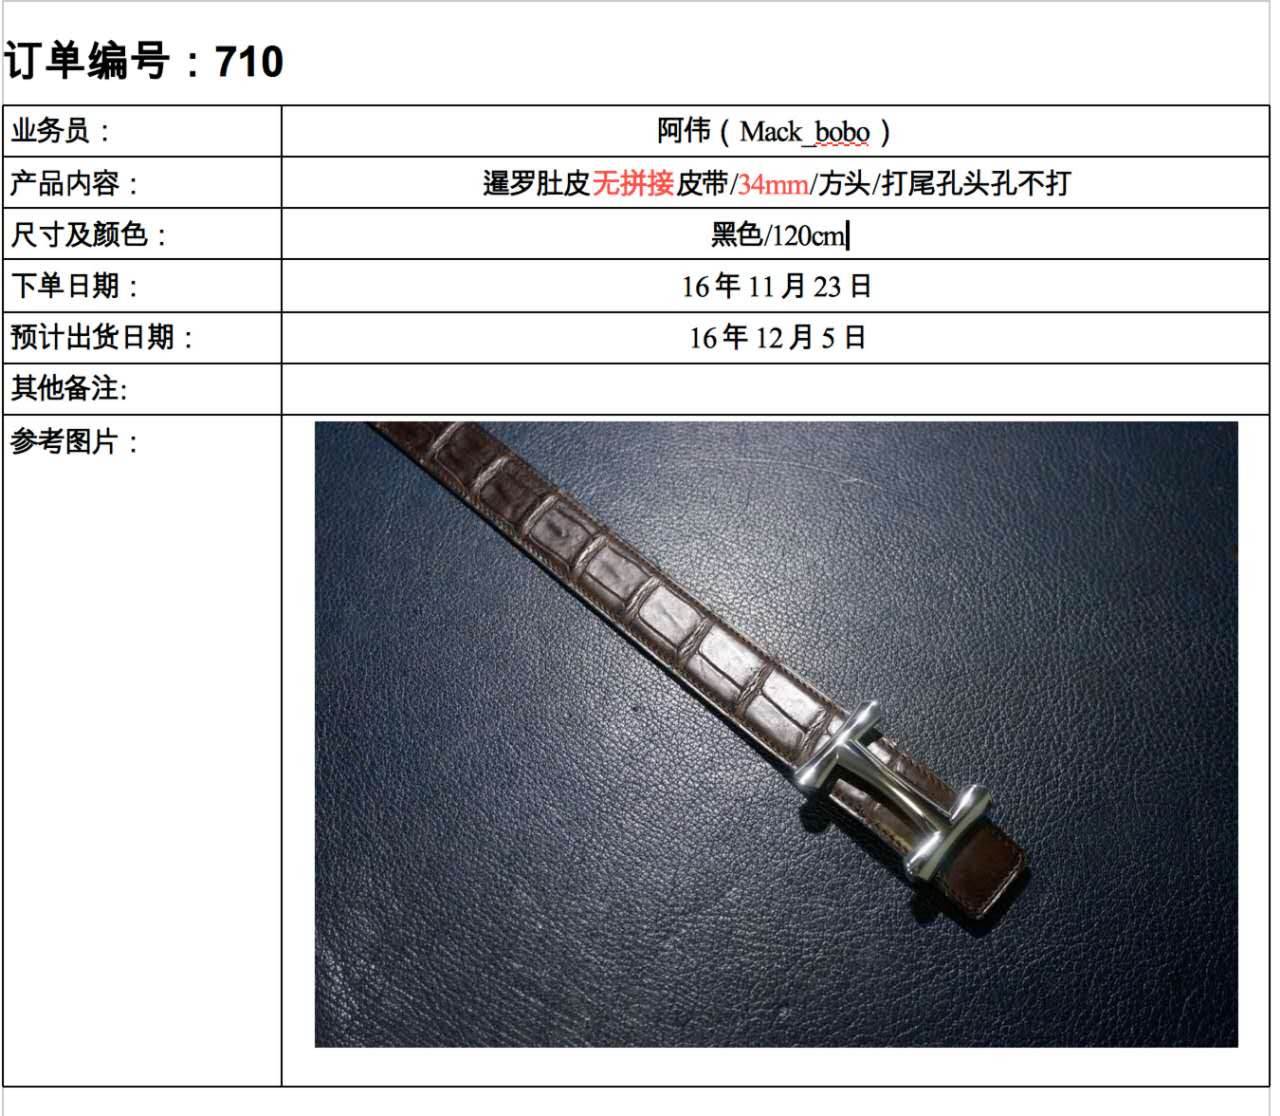 订单编号：710
业务员： 阿伟（Mack_bobo）
产品内容： 暹罗肚皮无拼接皮带/34mm/方头/打尾孔头孔不打
尺寸及颜色： 黑色/120cm
下单日期： 16年11月23日
预计出货日期： 16年12月5日
其他备注:
参考图片：